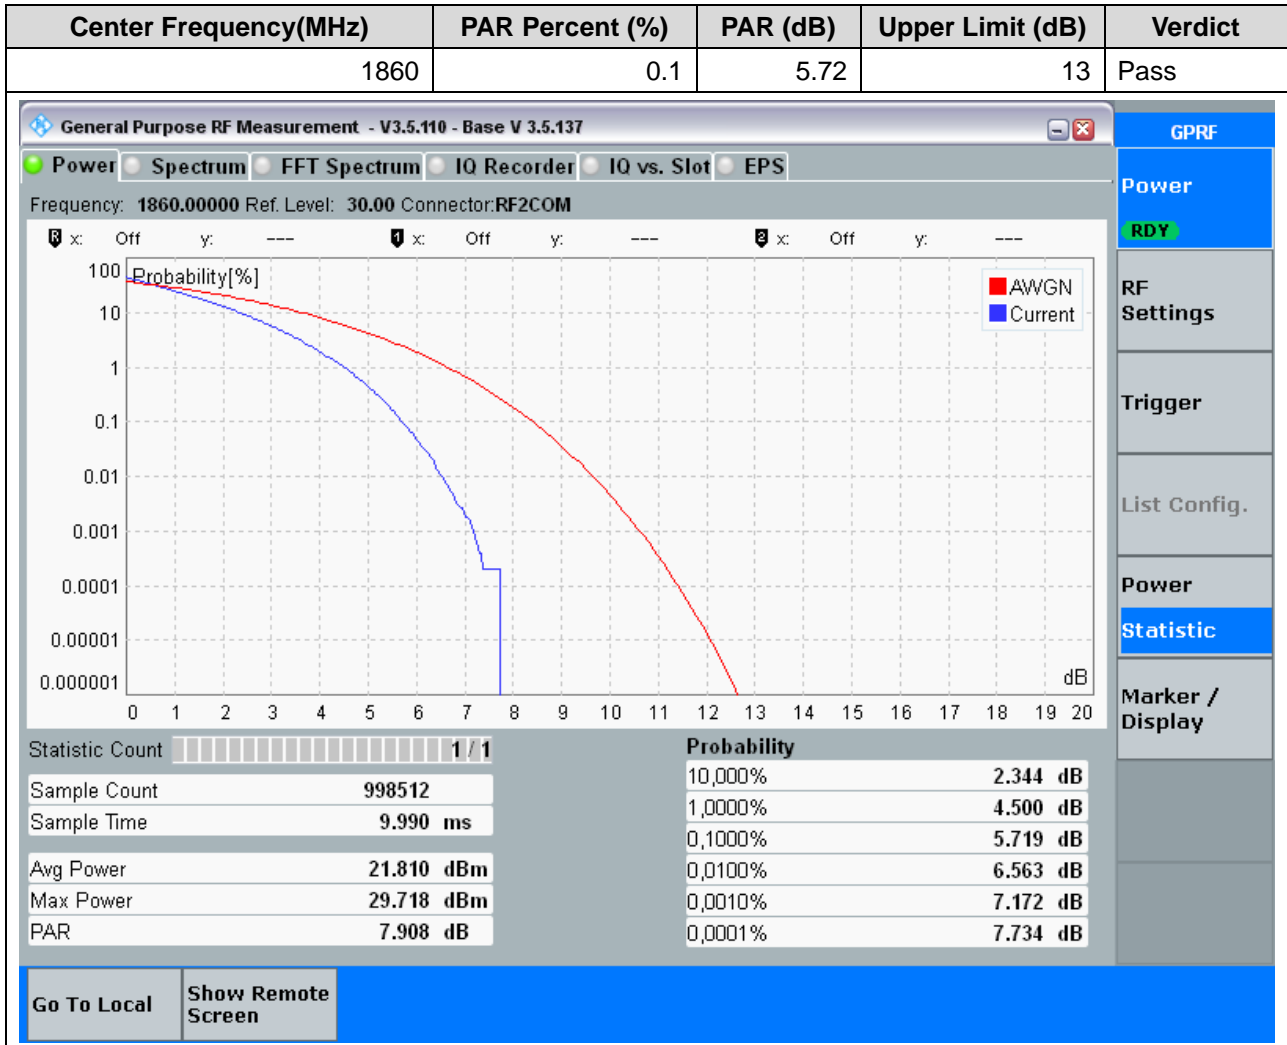 Center Frequency(MHz) PAR Percent (%) PAR (dB) Upper Limit (dB) Verdict
1860 0.1 5.72 13 Pass
General Purpose RF Measurement - V3.5.110 - Base V 3.5.137
GPRF
Power Spectrum FFT Spectrum IQ Recorder IQ vs. Slot EPS
Frequency: 1860.00000 Ref. Level: 30.00 Connector:RF2COM
R x: Off y: --- 1 x: Off y: --- 2 x: Off y: ---
Probability[%]
AWGN
Current
100
10
1
0.1
0.01
0.001
0.0001
0.00001
0.000001
dB
0 1 2 3 4 5 6 7 8 9 10 11 12 13 14 15 16 17 18 19 20
Statistic Count 1 / 1
Sample Count 998512
Sample Time 9.990 ms
Avg Power 21.810 dBm
Max Power 29.718 dBm
PAR 7.908 dB
Probability
10,000% 2.344 dB
1,0000% 4.500 dB
0,1000% 5.719 dB
0,0100% 6.563 dB
0,0010% 7.172 dB
0,0001% 7.734 dB
Power
RDY
RF
Settings
Trigger
List Config.
Power
Statistic
Marker /
Display
Go To Local
Show Remote
Screen